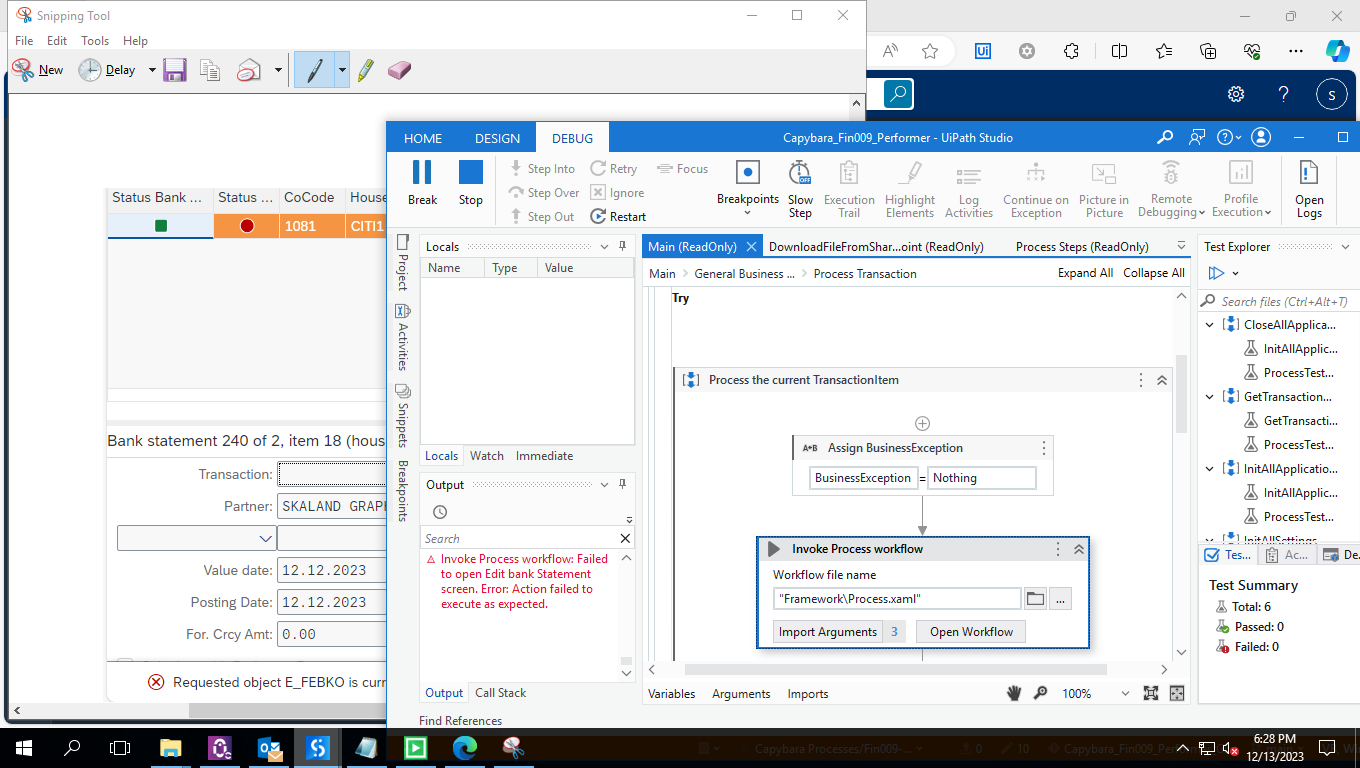 Snipping Tool
File Edit Tools Help
New Delay
Status Bank ... Status ... CoCode House
1081 CITI1
Bank statement 240 of 2, item 18 (hous
Transaction:
Partner: SKALAND GRAPH
Value date: 12.12.2023
Posting Date: 12.12.2023
For. Crcy Amt: 0.00
Requested object E_FEBKO is curr
S
HOME DESIGN DEBUG
Capybara_Fin009_Performer - UiPath Studio
Break Stop
Step Into Retry Focus
Step Over Ignore
Step Out Restart
Breakpoints
Slow Step
OFF
Execution Trail
Highlight Elements
Log Activities
Continue on Exception
Picture in Picture
Remote Debugging
Profile Execution
Open Logs
Project
Activities
Snippets
Breakpoints
Locals
Name Type Value
Locals Watch Immediate
Output
Search
Invoke Process workflow: Failed
to open Edit bank Statement
screen. Error: Action failed to
execute as expected.
Output Call Stack
Find References
Main (ReadOnly) DownloadFileFromShar...oint (ReadOnly) Process Steps (ReadOnly)
Main > General Business ... > Process Transaction
Expand All Collapse All
Try
Process the current TransactionItem
A+B Assign BusinessException
BusinessException = Nothing
Invoke Process workflow
Workflow file name
"Framework\Process.xaml" ...
Import Arguments 3 Open Workflow
Variables Arguments Imports 100%
Test Explorer
Search files (Ctrl+Alt+T)
CloseAllApplica...
InitAllApplic...
ProcessTest...
GetTransaction...
GetTransacti...
ProcessTest...
InitAllApplicatio...
InitAllApplic...
ProcessTest...
InitAllSettings
Tes... Ac... De.
Test Summary
Total: 6
Passed: 0
Failed: 0
Capybara Processes/Fin009-... 0 10 Capybara_Fin009_Perform
6:28 PM
12/13/2023